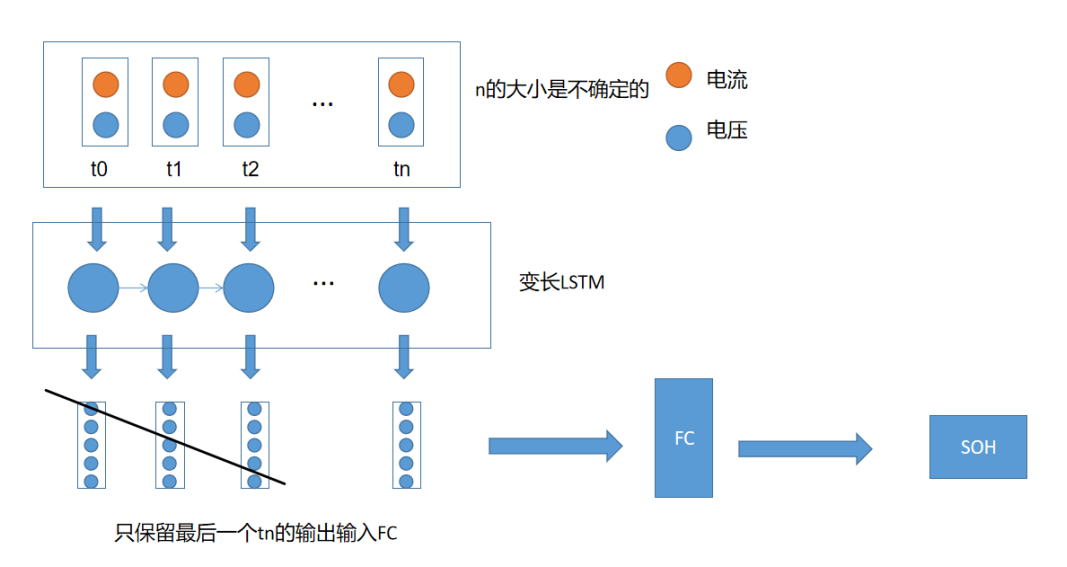 n的大小是不确定的
电流
电压
t0 t1 t2 ... tn
...
变长LSTM
FC
SOH
只保留最后一个tn的输出输入FC